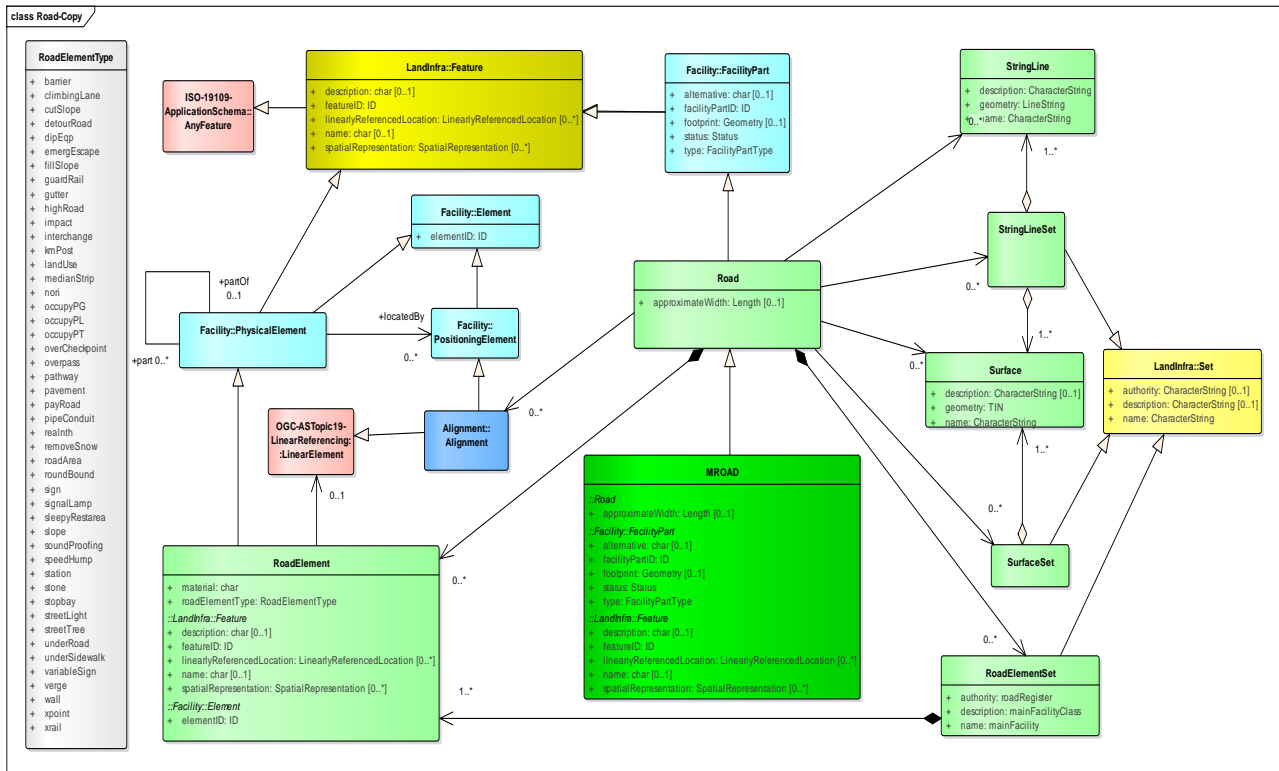 class Road-Copy
RoadElementType
+ barrier
+ climbingLane
+ cutSlope
+ detourRoad
+ dipEqp
+ emergEscape
+ fillSlope
+ guardRail
+ gutter
+ highRoad
+ impact
+ interchange
+ kmPost
+ landUse
+ medianStrip
+ nori
+ occupyPG
+ occupyPL
+ occupyPT
+ overCheckpoint
+ overpass
+ pathway
+ pavement
+ payRoad
+ pipeConduit
+ realnth
+ removeSnow
+ roadArea
+ roundBound
+ sign
+ signalLamp
+ sleepyRestarea
+ slope
+ soundProofing
+ speedHump
+ station
+ stone
+ stopbay
+ streetLight
+ streetTree
+ underRoad
+ underSidewalk
+ variableSign
+ verge
+ wall
+ xpoint
+ xrail
ISO-19109-
ApplicationSchema::
AnyFeature
LandInfra::Feature
+ description: char [0..1]
+ featureID: ID
+ linearlyReferencedLocation: LinearlyReferencedLocation [0..*]
+ name: char [0..1]
+ spatialRepresentation: SpatialRepresentation [0..*]
Facility::FacilityPart
+ alternative: char [0..1]
+ facilityPartID: ID
+ footprint: Geometry [0..1]
+ status: Status
+ type: FacilityPartType
StringLine
+ description: CharacterString
+ geometry: LineString
+ name: CharacterString
0..*
1..*
Facility::Element
+ elementID: ID
StringLineSet
+partOf
0..1
Facility::PhysicalElement
+part 0..*
+locatedBy
0..*
Facility::
PositioningElement
Road
+ approximateWidth: Length [0..1]
0..*
1..*
0..*
Surface
+ description: CharacterString [0..1]
+ geometry: TIN
+ name: CharacterString
1..*
LandInfra::Set
+ authority: CharacterString [0..1]
+ description: CharacterString [0..1]
+ name: CharacterString
OGC-ASTopic19-
LinearReferencing:
:LinearElement
0..1
Alignment::
Alignment
0..*
MROAD
::Road
+ approximateWidth: Length [0..1]
::Facility::FacilityPart
+ alternative: char [0..1]
+ facilityPartID: ID
+ footprint: Geometry [0..1]
+ status: Status
+ type: FacilityPartType
::LandInfra::Feature
+ description: char [0..1]
+ featureID: ID
+ linearlyReferencedLocation: LinearlyReferencedLocation [0..*]
+ name: char [0..1]
+ spatialRepresentation: SpatialRepresentation [0..*]
0..*
SurfaceSet
RoadElement
+ material: char
+ roadElementType: RoadElementType
::LandInfra::Feature
+ description: char [0..1]
+ featureID: ID
+ linearlyReferencedLocation: LinearlyReferencedLocation [0..*]
+ name: char [0..1]
+ spatialRepresentation: SpatialRepresentation [0..*]
::Facility::Element
+ elementID: ID
0..*
1..*
0..*
RoadElementSet
+ authority: roadRegister
+ description: mainFacilityClass
+ name: mainFacility